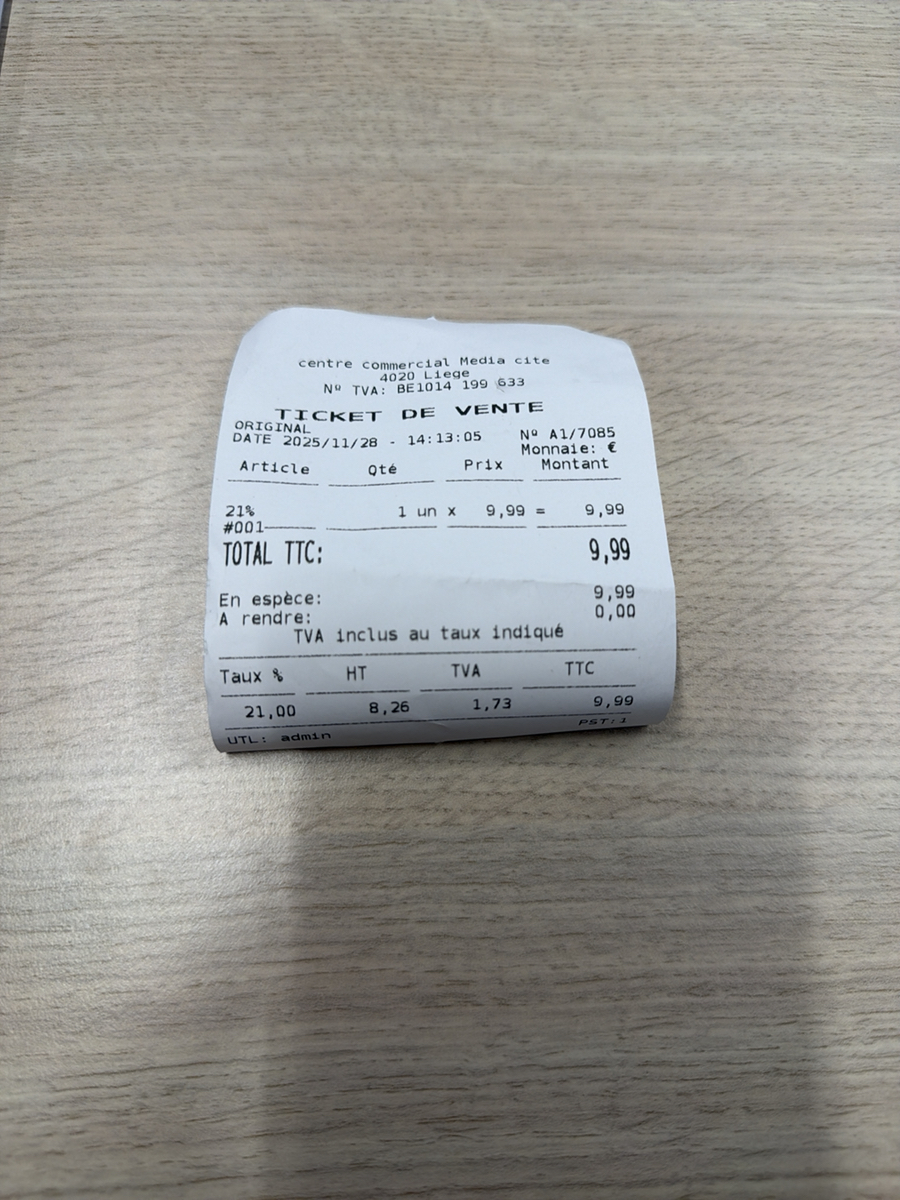 centre commercial Media cite
4020 Liege
Nº TVA: BE1014 199 633
TICKET DE VENTE
ORIGINAL
DATE 2025/11/28 - 14:13:05 Nº A1/7085
Monnaie: €
Article Qté Prix Montant
21% 1 un x 9,99 = 9,99
#001
TOTAL TTC: 9,99
En espèce: 9,99
A rendre: 0,00
TVA inclus au taux indiqué
Taux % HT TVA TTC
21,00 8,26 1,73 9,99
UTL: admin PST:1